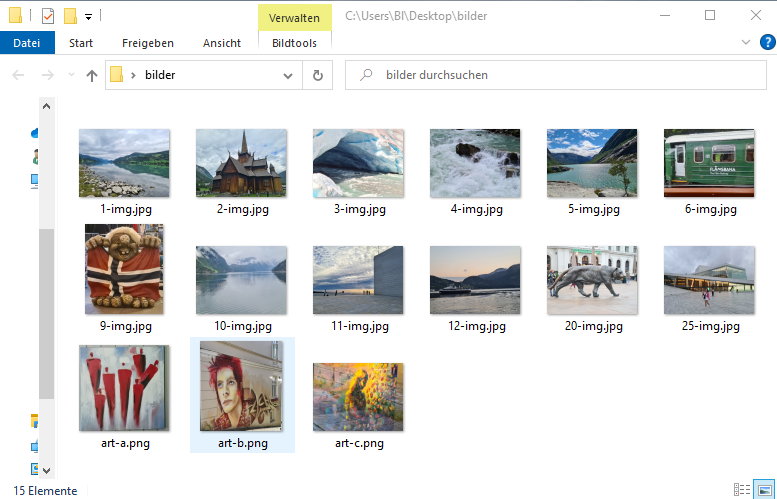 Verwalten
C:\Users\BI\Desktop\bilder
Datei
Start
Freigeben
Ansicht
Bildtools
bilder
bilder durchsuchen
FLÅMSBANA
1-img.jpg
2-img.jpg
3-img.jpg
4-img.jpg
5-img.jpg
6-img.jpg
9-img.jpg
10-img.jpg
11-img.jpg
12-img.jpg
20-img.jpg
25-img.jpg
art-a.png
art-b.png
art-c.png
15 Elemente